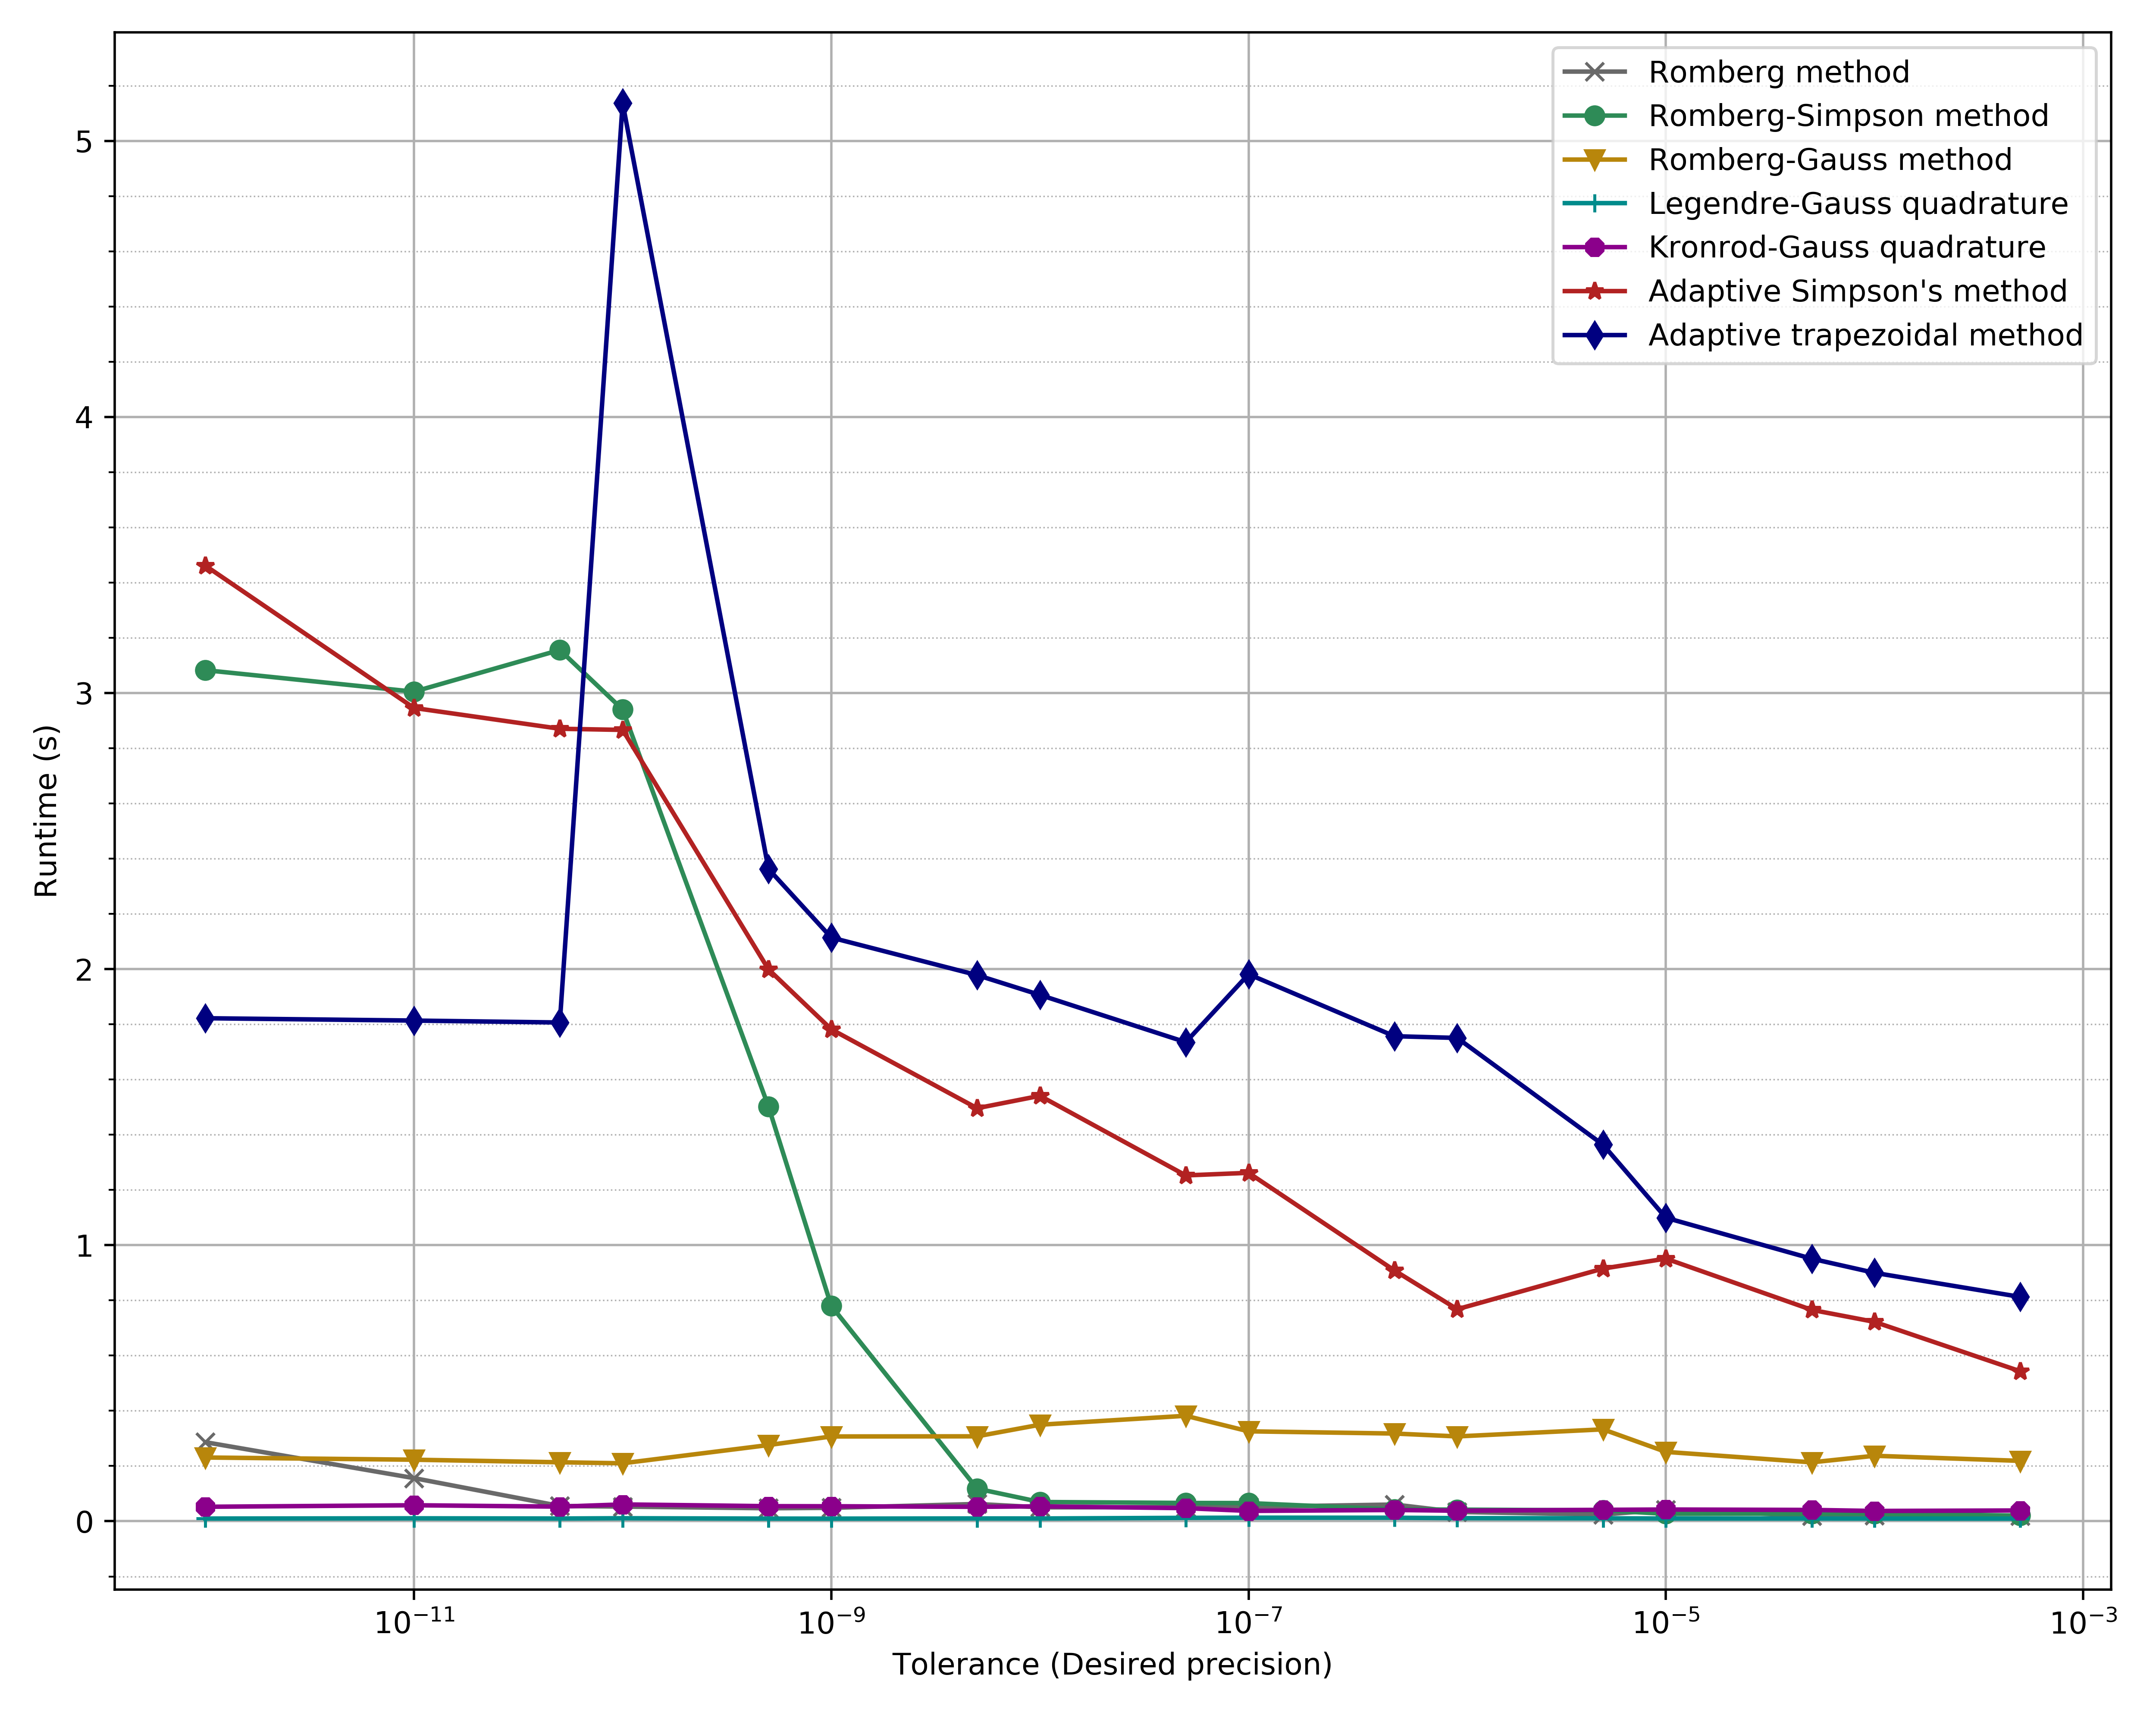 Romberg method
Romberg-Simpson method
Romberg-Gauss method
Legendre-Gauss quadrature
Kronrod-Gauss quadrature
Adaptive Simpson's method
Adaptive trapezoidal method
5
4
3
2
1
0
Runtime (s)
10⁻¹¹ 10⁻⁹ 10⁻⁷ 10⁻⁵ 10⁻³
Tolerance (Desired precision)